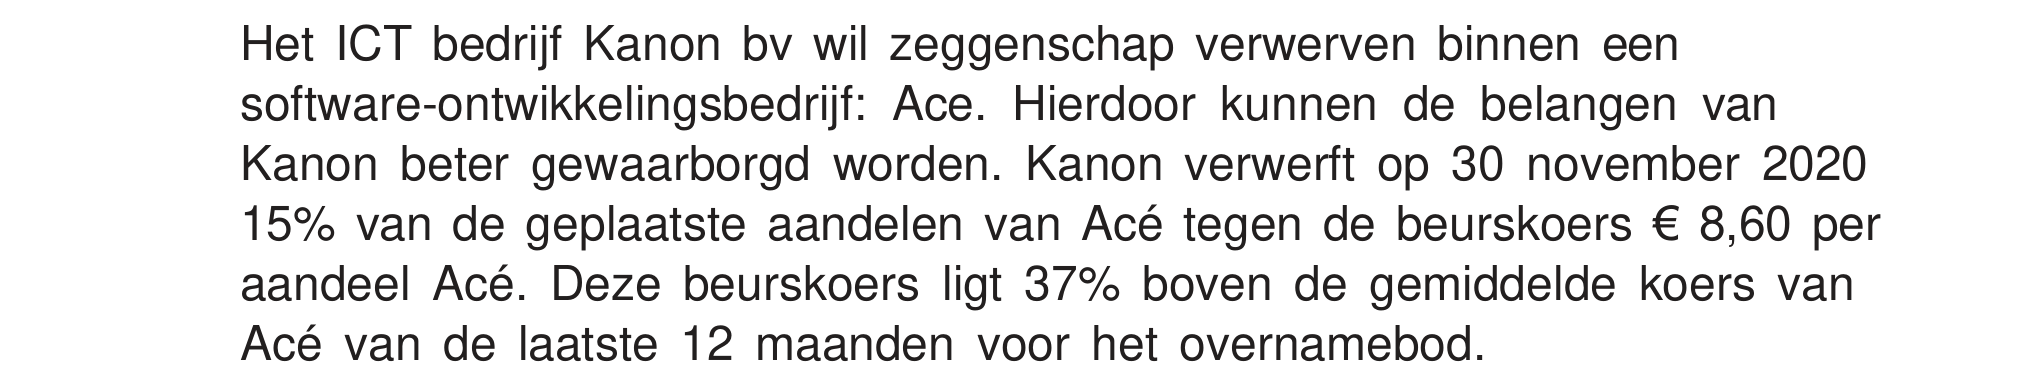 Het ICT bedrijf Kanon bv wil zeggenschap verwerven binnen een
software-ontwikkelingsbedrijf: Ace. Hierdoor kunnen de belangen van
Kanon beter gewaarborgd worden. Kanon verwerft op 30 november 2020
15% van de geplaatste aandelen van Acé tegen de beurskoers € 8,60 per
aandeel Acé. Deze beurskoers ligt 37% boven de gemiddelde koers van
Acé van de laatste 12 maanden voor het overnamebod.